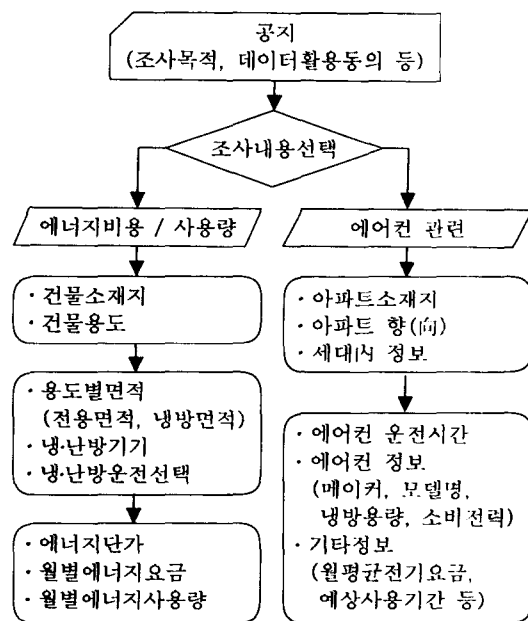 공지
(조사목적, 데이터활용동의 등)
조사내용선택
에너지비용 / 사용량
에어컨 관련
· 건물소재지
· 건물용도
· 아파트소재지
· 아파트 향(向)
· 세대內 정보
· 용도별면적
(전용면적, 냉방면적)
· 냉·난방기기
· 냉·난방운전선택
· 에어컨 운전시간
· 에어컨 정보
(메이커, 모델명,
냉방용량, 소비전력)
· 기타정보
(월평균전기요금,
예상사용기간 등)
· 에너지단가
· 월별에너지요금
· 월별에너지사용량